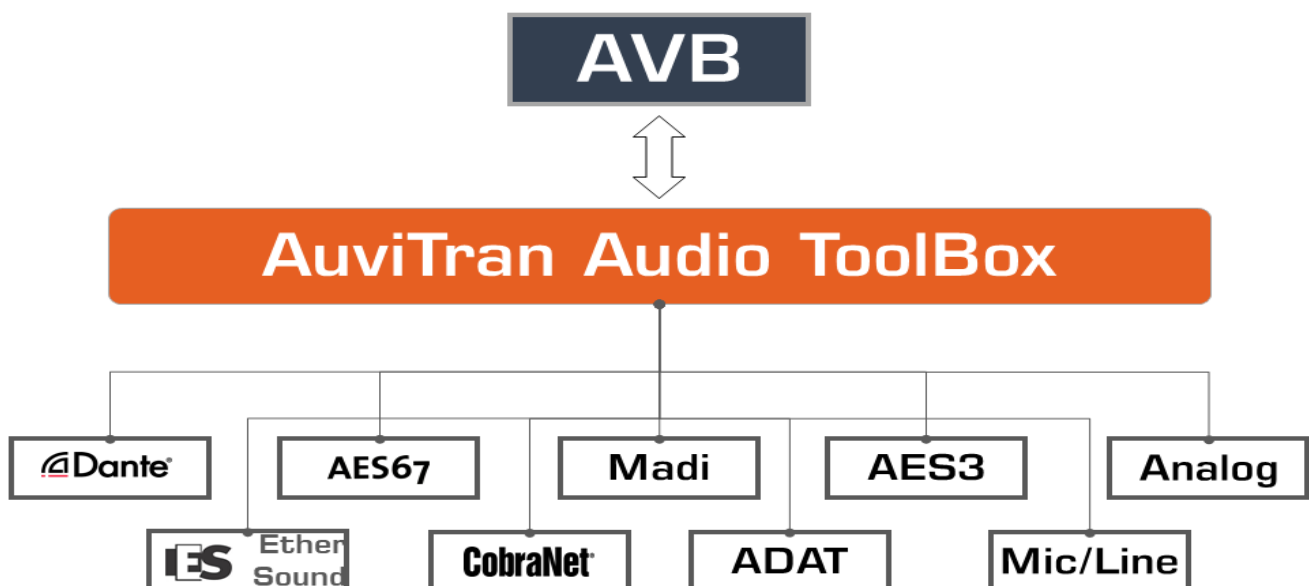 AVB
AuviTran Audio ToolBox
Dante®
AES67
Madi
AES3
Analog
ES Ether
Sound
CobraNet®
ADAT
Mic/Line